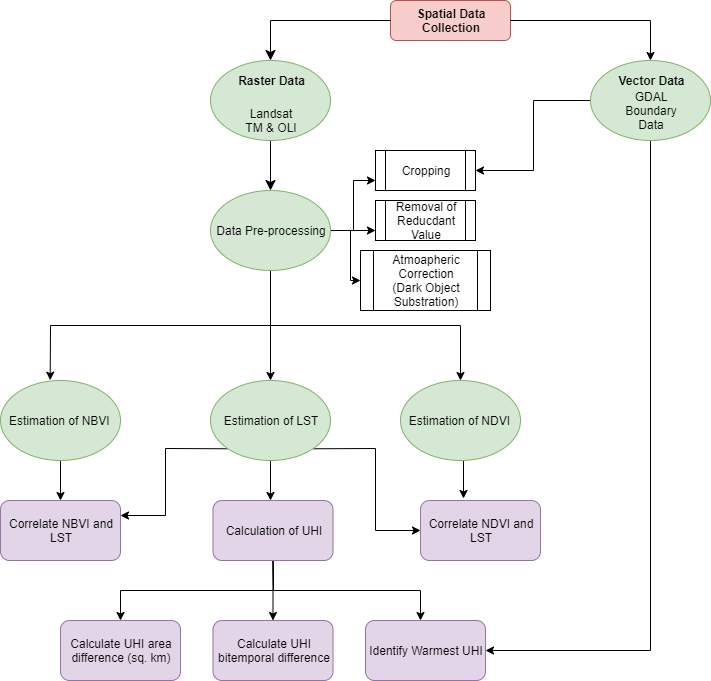 Spatial Data
Collection
Raster Data
Landsat
TM & OLI
Vector Data
GDAL
Boundary
Data
Cropping
Removal of
Reducdant
Value
Data Pre-processing
Atmoapheric
Correction
(Dark Object
Substration)
Estimation of NBVI
Estimation of LST
Estimation of NDVI
Correlate NBVI and
LST
Calculation of UHI
Correlate NDVI and
LST
Calculate UHI area
difference (sq. km)
Calculate UHI
bitemporal difference
Identify Warmest UHI